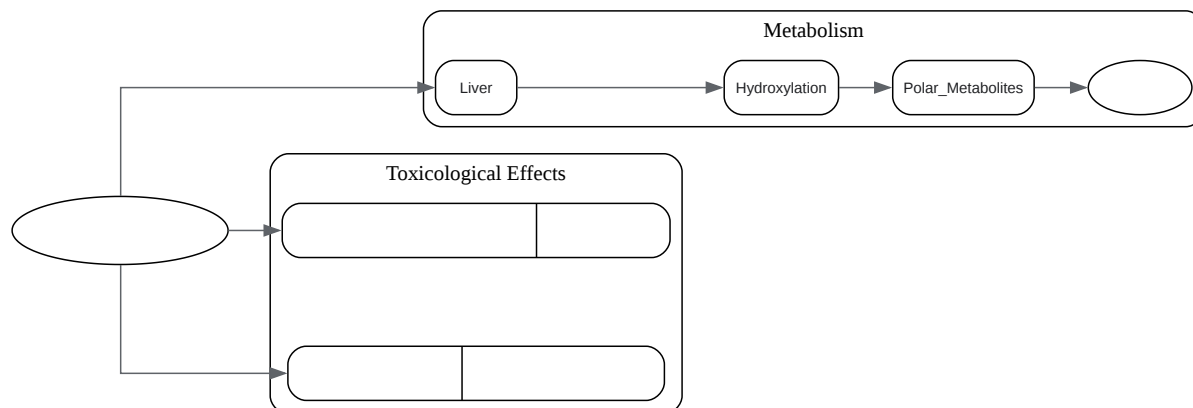 Metabolism
Liver
Hydroxylation
Polar_Metabolites
Toxicological Effects